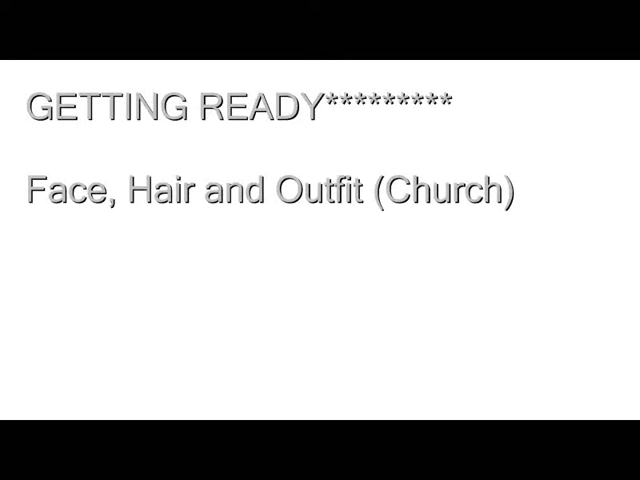 GETTING READY*********
Face, Hair and Outfit (Church)